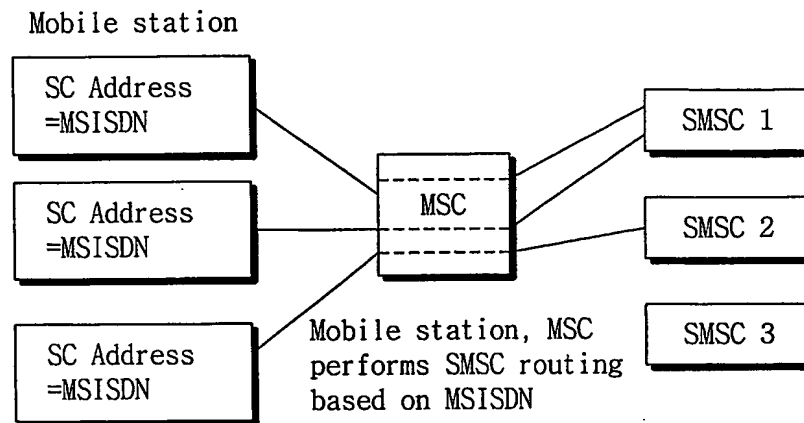 Mobile station
SC Address
=MSISDN
SC Address
=MSISDN
SC Address
=MSISDN
MSC
SMSC 1
SMSC 2
SMSC 3
Mobile station, MSC
performs SMSC routing
based on MSISDN